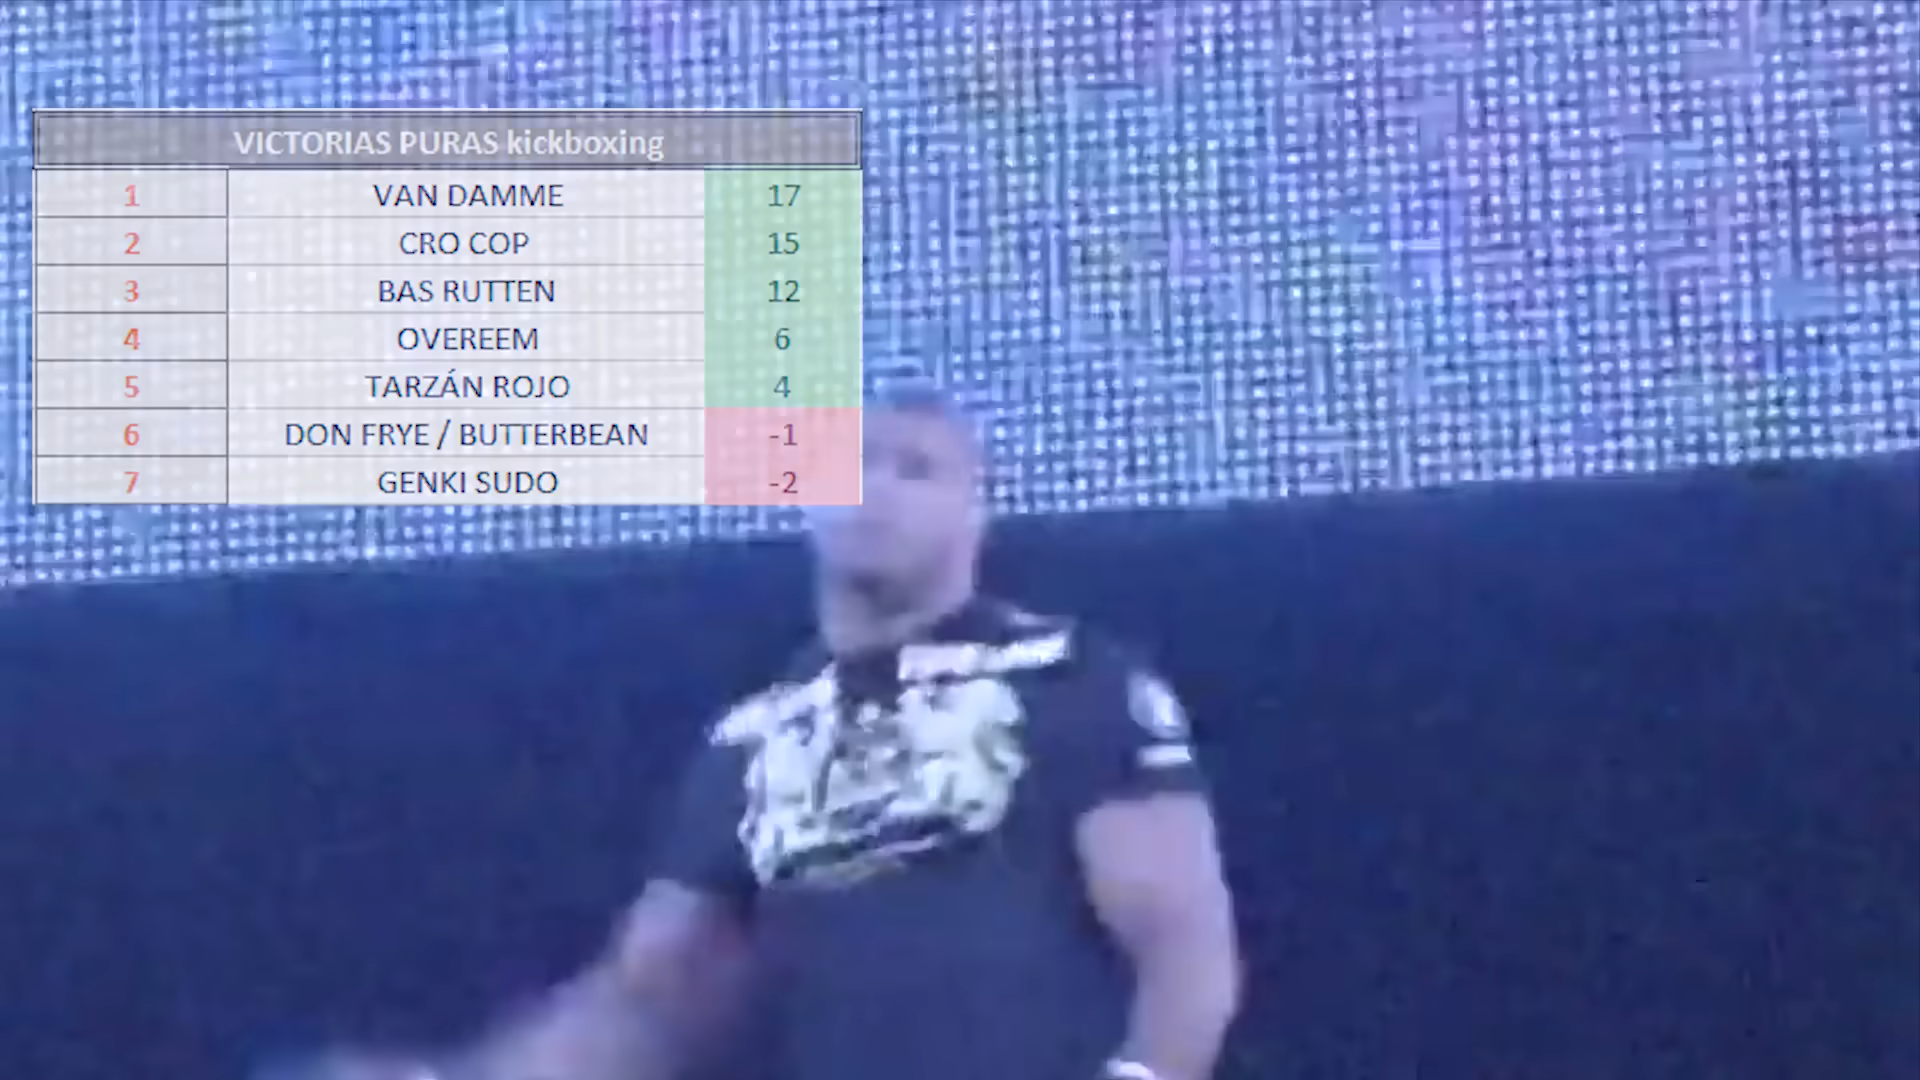 VICTORIAS PURAS kickboxing
1 VAN DAMME 17
2 CRO COP 15
3 BAS RUTTEN 12
4 OVEREEM 6
5 TARZÁN ROJO 4
6 DON FRYE / BUTTERBEAN -1
7 GENKI SUDO -2